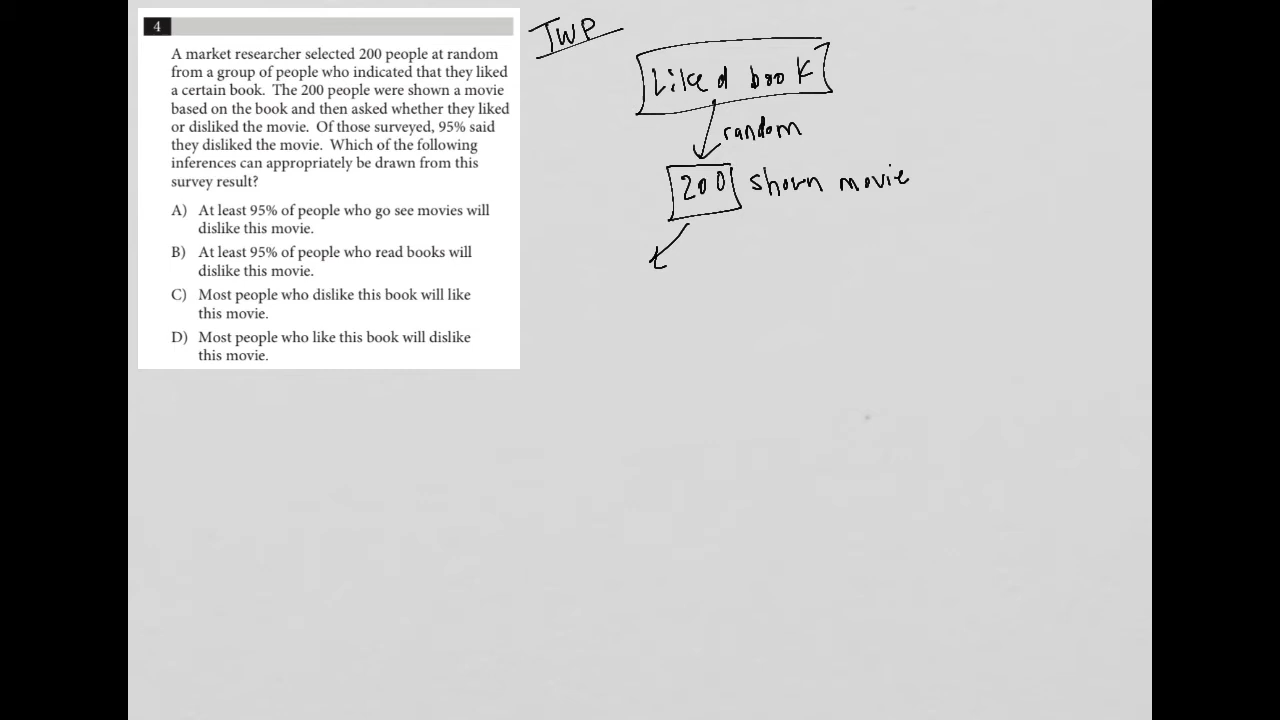 4
A market researcher selected 200 people at random
from a group of people who indicated that they liked
a certain book. The 200 people were shown a movie
based on the book and then asked whether they liked
or disliked the movie. Of those surveyed, 95% said
they disliked the movie. Which of the following
inferences can appropriately be drawn from this
survey result?
A) At least 95% of people who go see movies will
dislike this movie.
B) At least 95% of people who read books will
dislike this movie.
C) Most people who dislike this book will like
this movie.
D) Most people who like this book will dislike
this movie.
IWP
Liked book
random
200 shown movie